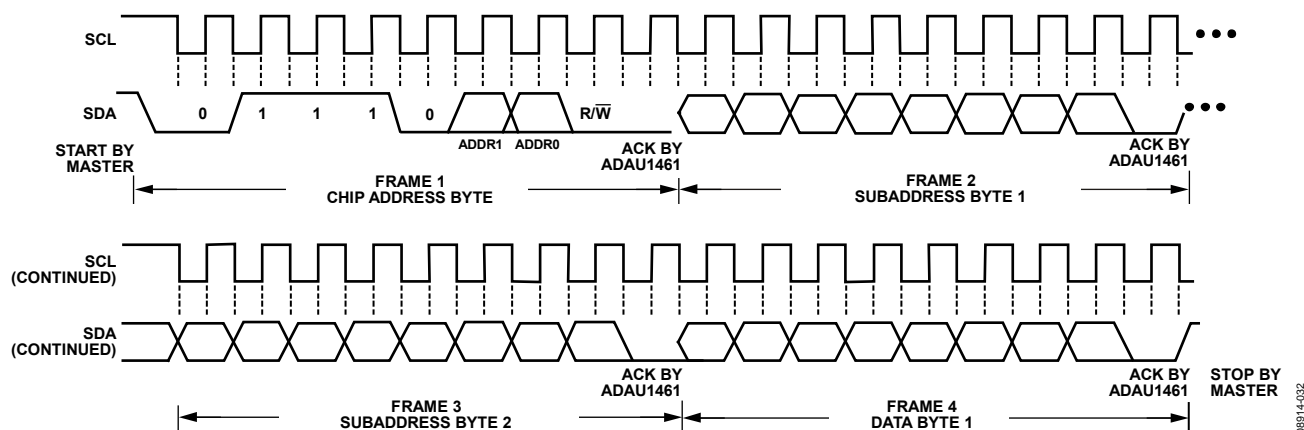 SCL
SDA
0 1 1 1 0 R/W̅
ADDR1 ADDR0
START BY
MASTER
ACK BY
ADAU1461
ACK BY
ADAU1461
FRAME 1
CHIP ADDRESS BYTE
FRAME 2
SUBADDRESS BYTE 1
SCL
(CONTINUED)
SDA
(CONTINUED)
ACK BY
ADAU1461
ACK BY
ADAU1461
STOP BY
MASTER
FRAME 3
SUBADDRESS BYTE 2
FRAME 4
DATA BYTE 1
08914-032